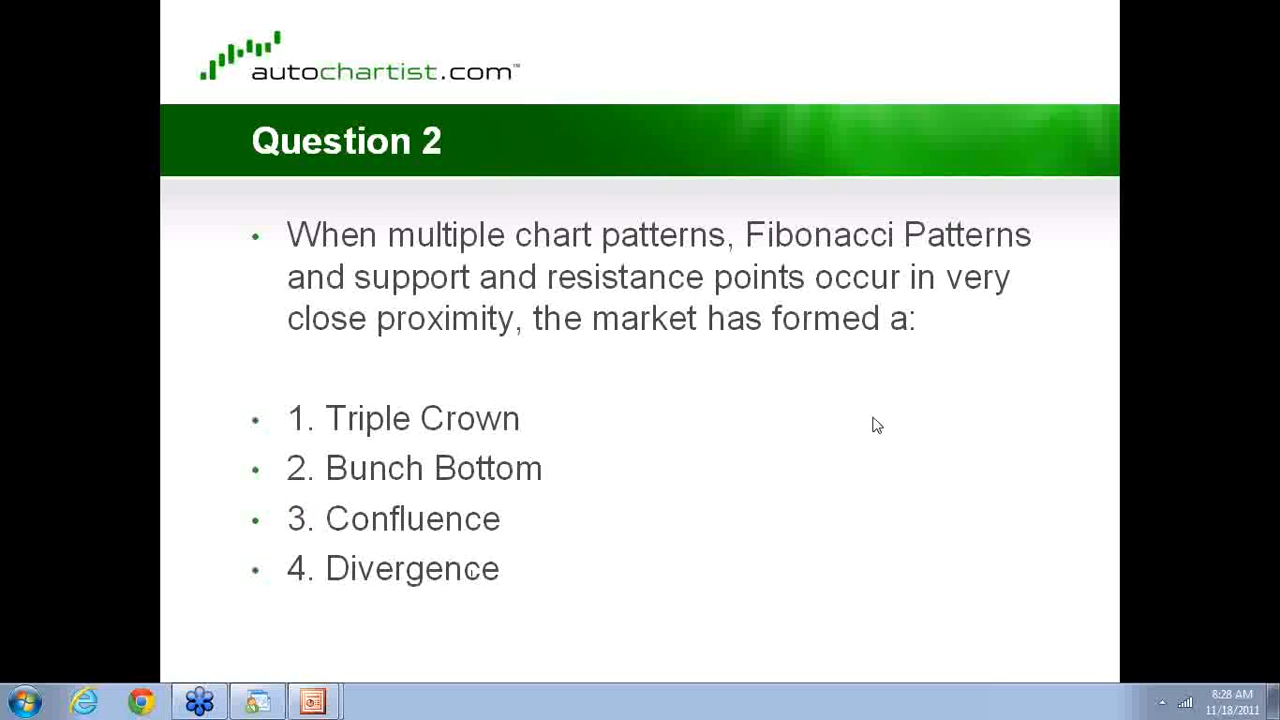 autochartist.com™
Question 2
• When multiple chart patterns, Fibonacci Patterns
and support and resistance points occur in very
close proximity, the market has formed a:
• 1. Triple Crown
• 2. Bunch Bottom
• 3. Confluence
• 4. Divergence
8:28 AM
11/18/2011